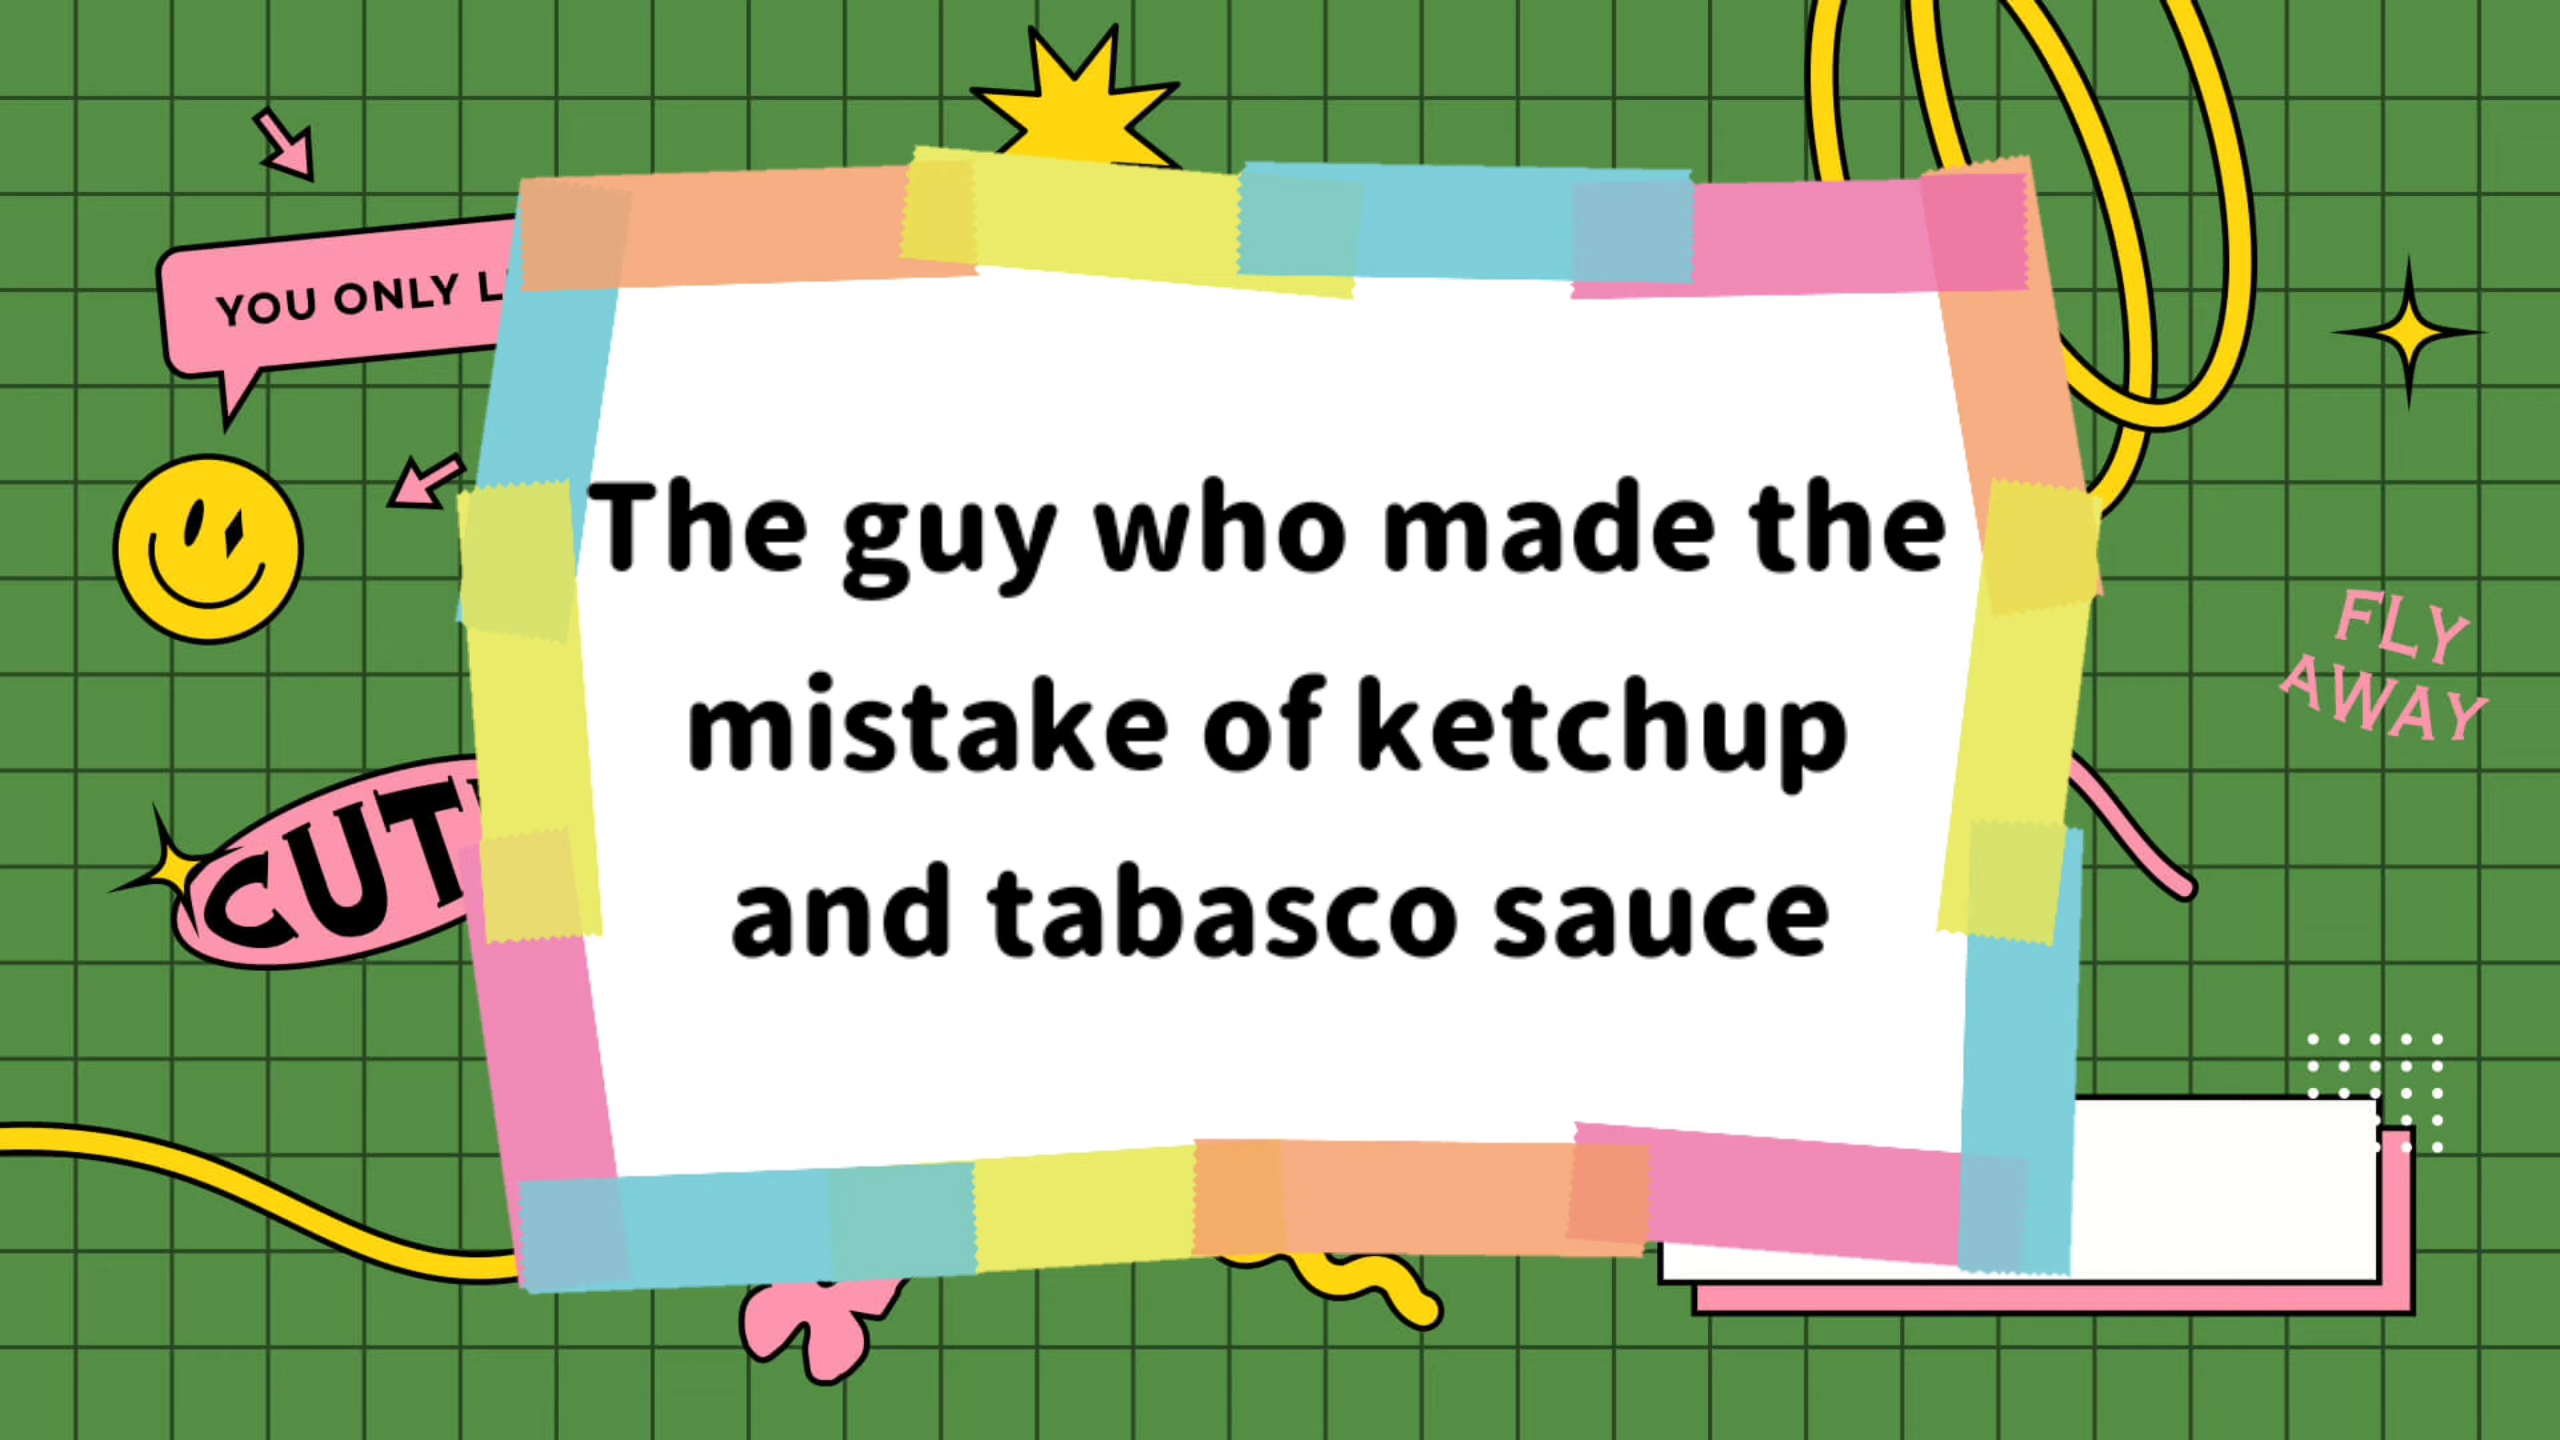 YOU ONLY L
The guy who made the
mistake of ketchup
and tabasco sauce
FLY
AWAY
CUT